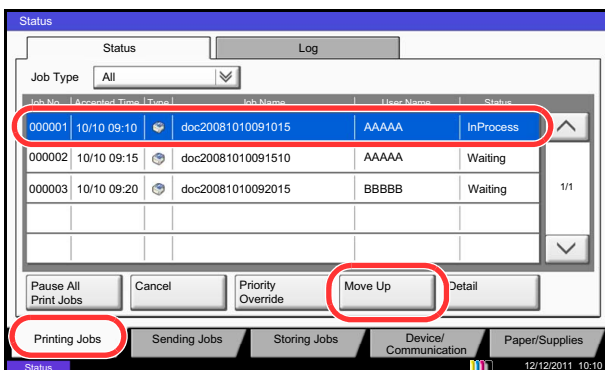 Status
Status Log
Job Type All
Job No. Accepted Time Type Job Name User Name Status
000001 10/10 09:10 doc20081010091015 AAAAA InProcess
000002 10/10 09:15 doc20081010091510 AAAAA Waiting
000003 10/10 09:20 doc20081010092015 BBBBB Waiting
1/1
Pause All Print Jobs
Cancel
Priority Override
Move Up
Detail
Printing Jobs Sending Jobs Storing Jobs Device/ Communication Paper/Supplies
Status 12/12/2011 10:10